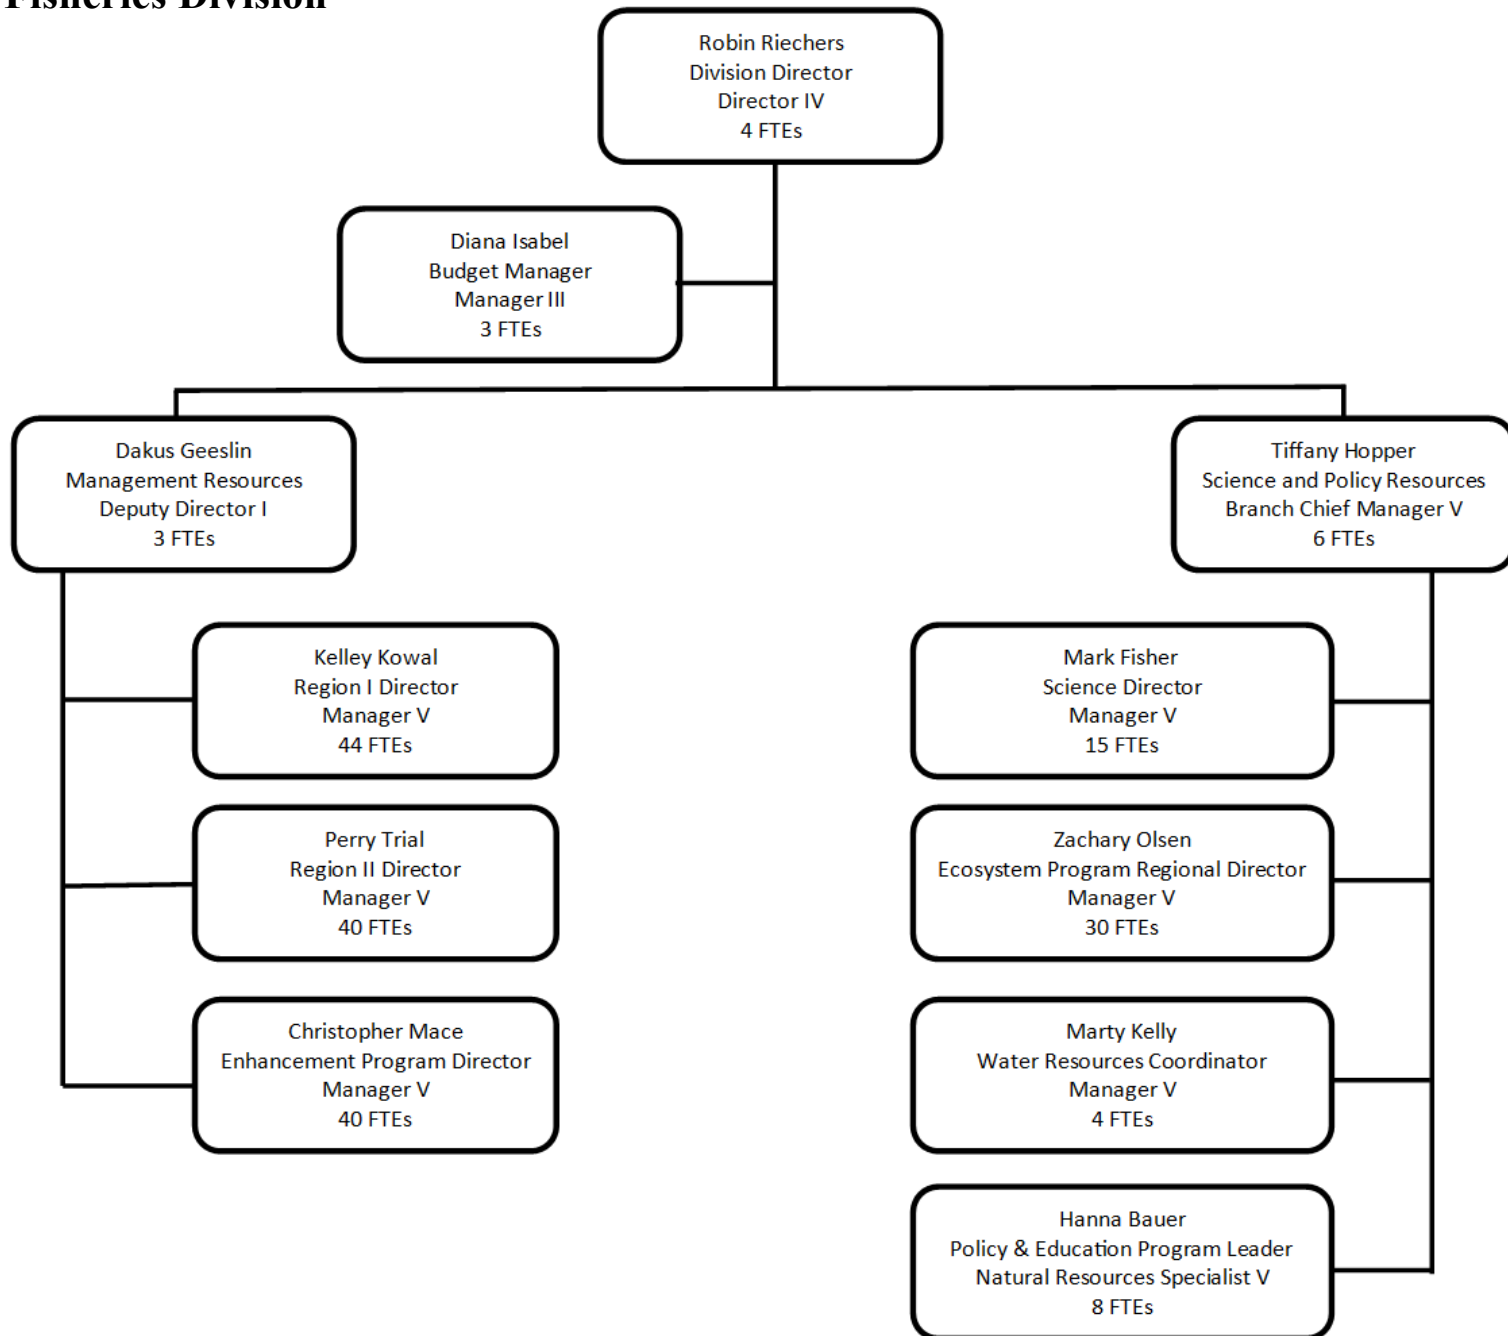 Fisheries Division
Robin Riechers
Division Director
Director IV
4 FTEs
Diana Isabel
Budget Manager
Manager III
3 FTEs
Dakus Geeslin
Management Resources
Deputy Director I
3 FTEs
Tiffany Hopper
Science and Policy Resources
Branch Chief Manager V
6 FTEs
Kelley Kowal
Region I Director
Manager V
44 FTEs
Perry Trial
Region II Director
Manager V
40 FTEs
Christopher Mace
Enhancement Program Director
Manager V
40 FTEs
Mark Fisher
Science Director
Manager V
15 FTEs
Zachary Olsen
Ecosystem Program Regional Director
Manager V
30 FTEs
Marty Kelly
Water Resources Coordinator
Manager V
4 FTEs
Hanna Bauer
Policy & Education Program Leader
Natural Resources Specialist V
8 FTEs